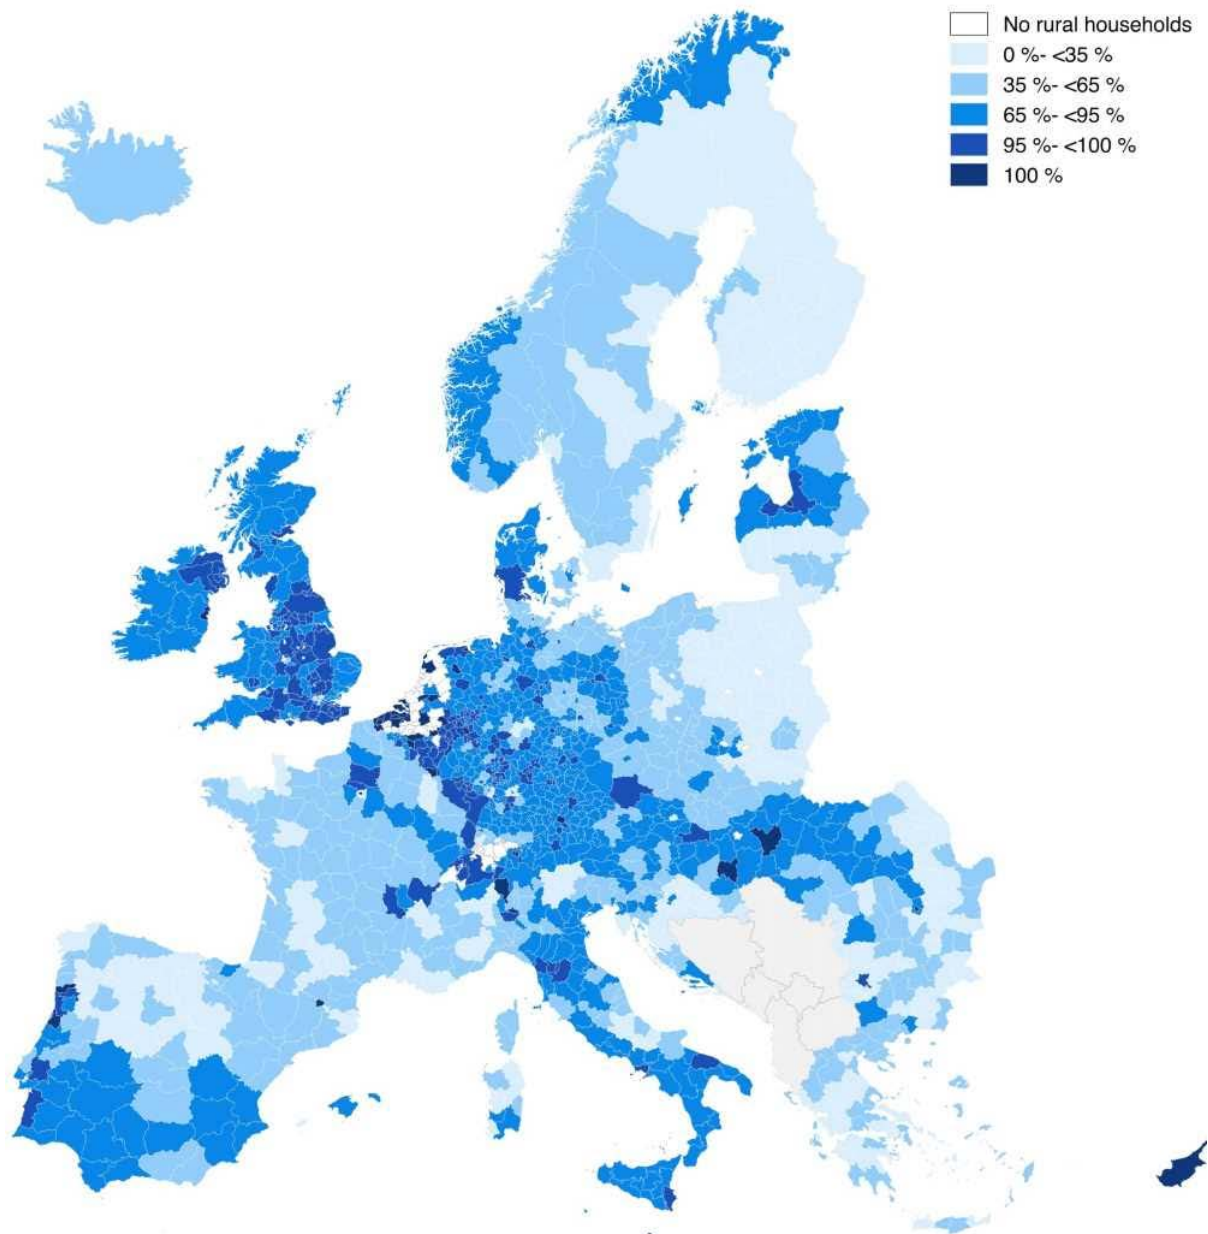 No rural households
0 %- <35 %
35 %- <65 %
65 %- <95 %
95 %- <100 %
100 %